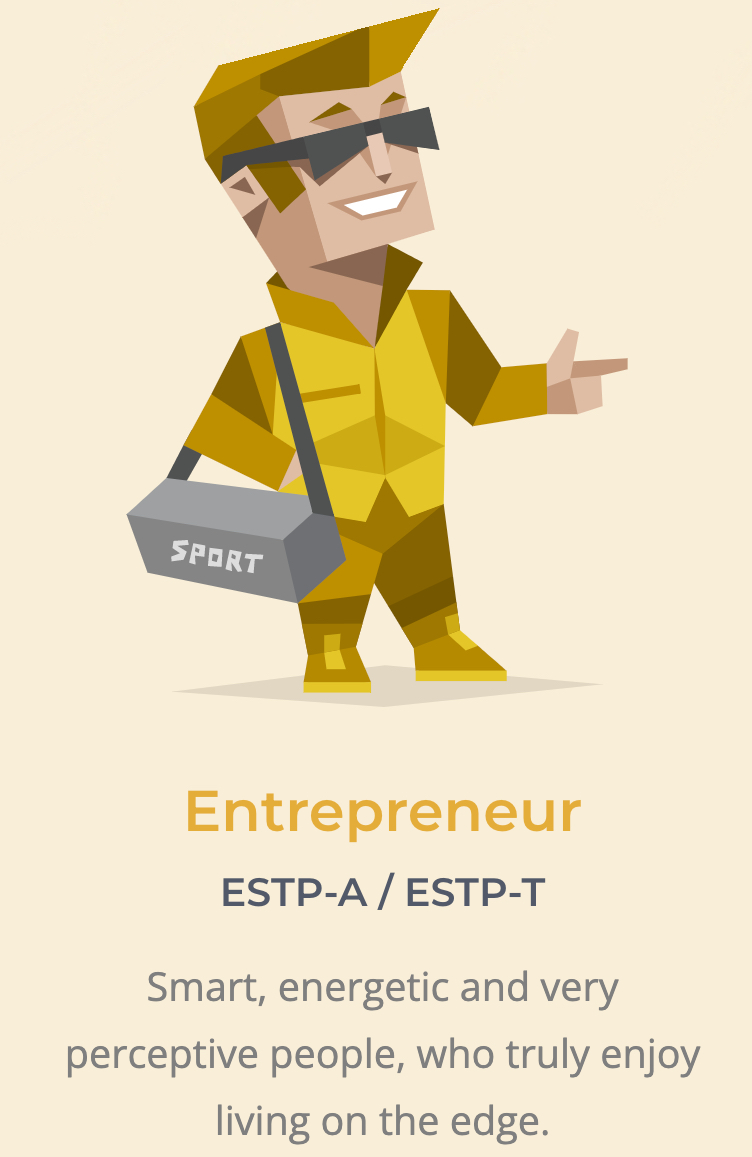 SPORT
Entrepreneur
ESTP-A / ESTP-T
Smart, energetic and very
perceptive people, who truly enjoy
living on the edge.